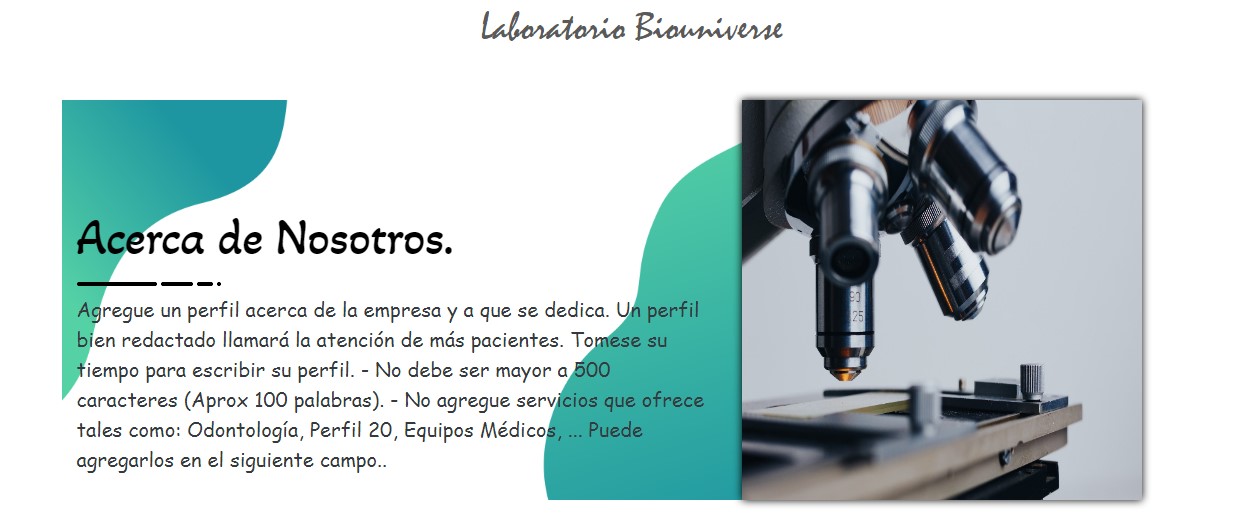 Laboratorio Biouniverse
Acerca de Nosotros.
Agregue un perfil acerca de la empresa y a que se dedica. Un perfil
bien redactado llamará la atención de más pacientes. Tomése su
tiempo para escribir su perfil. - No debe ser mayor a 500
caracteres (Aprox 100 palabras). - No agregue servicios que ofrece
tales como: Odontología, Perfil 20, Equipos Médicos, ... Puede
agregarlos en el siguiente campo..
90
.25